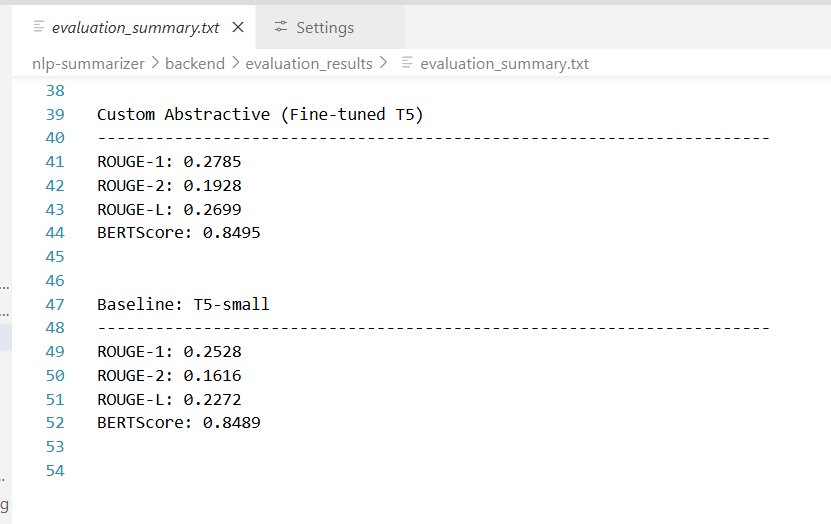 evaluation_summary.txt × Settings
nlp-summarizer > backend > evaluation_results > evaluation_summary.txt
38
39 Custom Abstractive (Fine-tuned T5)
40 ----------------------------------------------------------------------
41 ROUGE-1: 0.2785
42 ROUGE-2: 0.1928
43 ROUGE-L: 0.2699
44 BERTScore: 0.8495
45
46
47 Baseline: T5-small
48 ----------------------------------------------------------------------
49 ROUGE-1: 0.2528
50 ROUGE-2: 0.1616
51 ROUGE-L: 0.2272
52 BERTScore: 0.8489
53
54
g